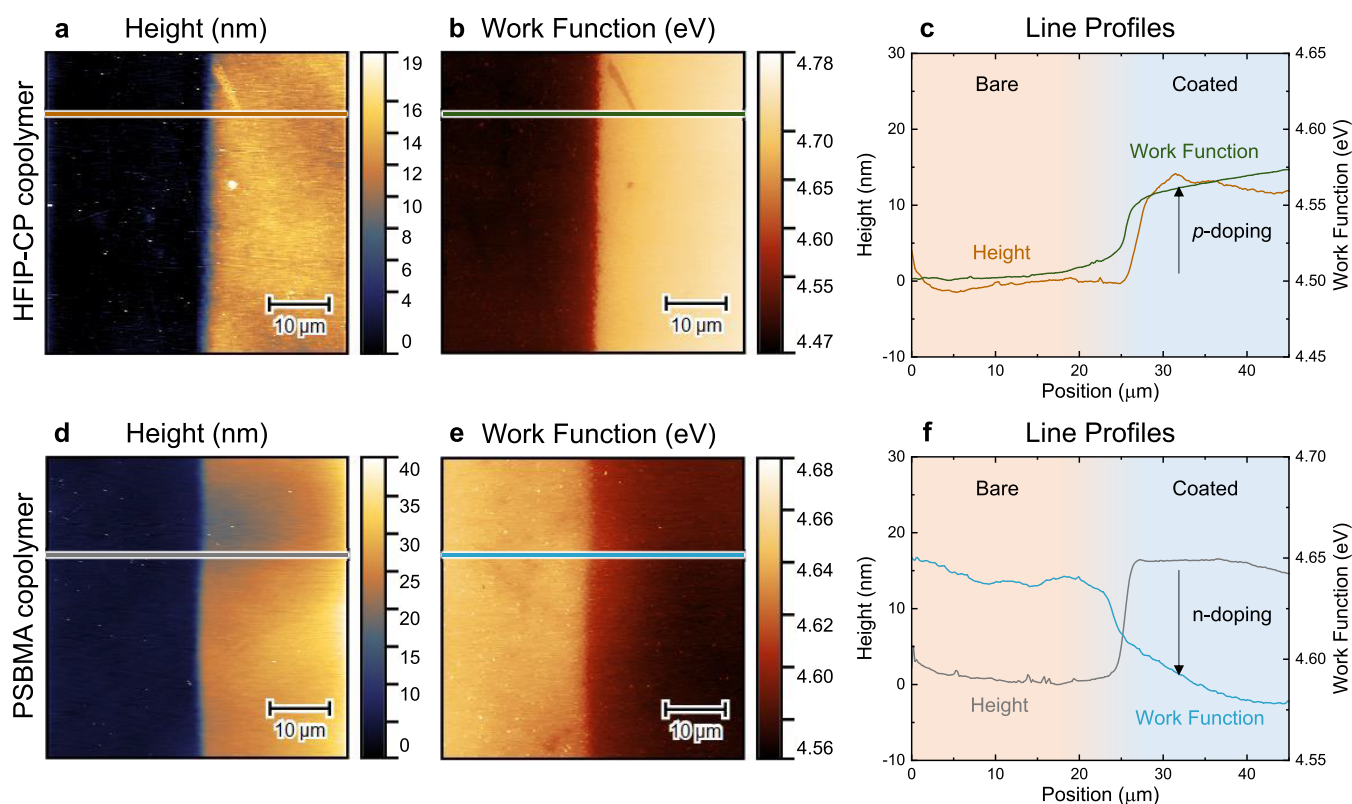 a Height (nm)
b Work Function (eV)
c Line Profiles
HFIP-CP copolymer
10 µm
19
16
14
12
10
8
6
4
2
0
10 µm
4.78
4.70
4.65
4.60
4.55
4.47
Bare
Coated
Work Function
Height
p-doping
Height (nm)
30
20
10
0
-10
4.65
4.60
4.55
4.50
4.45
Work Function (eV)
0 10 20 30 40
Position (µm)
d Height (nm)
e Work Function (eV)
f Line Profiles
PSBMA copolymer
10 µm
40
35
30
25
20
15
10
5
0
10 µm
4.68
4.66
4.64
4.62
4.60
4.58
4.56
Bare
Coated
n-doping
Height
Work Function
Height (nm)
30
20
10
0
-10
4.70
4.65
4.60
4.55
Work Function (eV)
0 10 20 30 40
Position (µm)